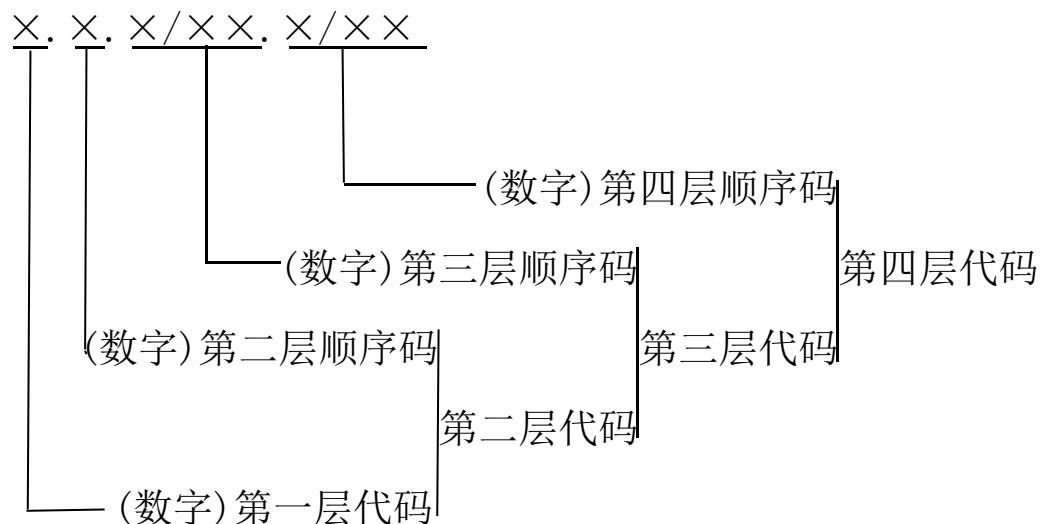 ×. ×. ×/××. ×/××
(数字)第四层顺序码
(数字)第三层顺序码
第四层代码
(数字)第二层顺序码
第三层代码
第二层代码
(数字)第一层代码